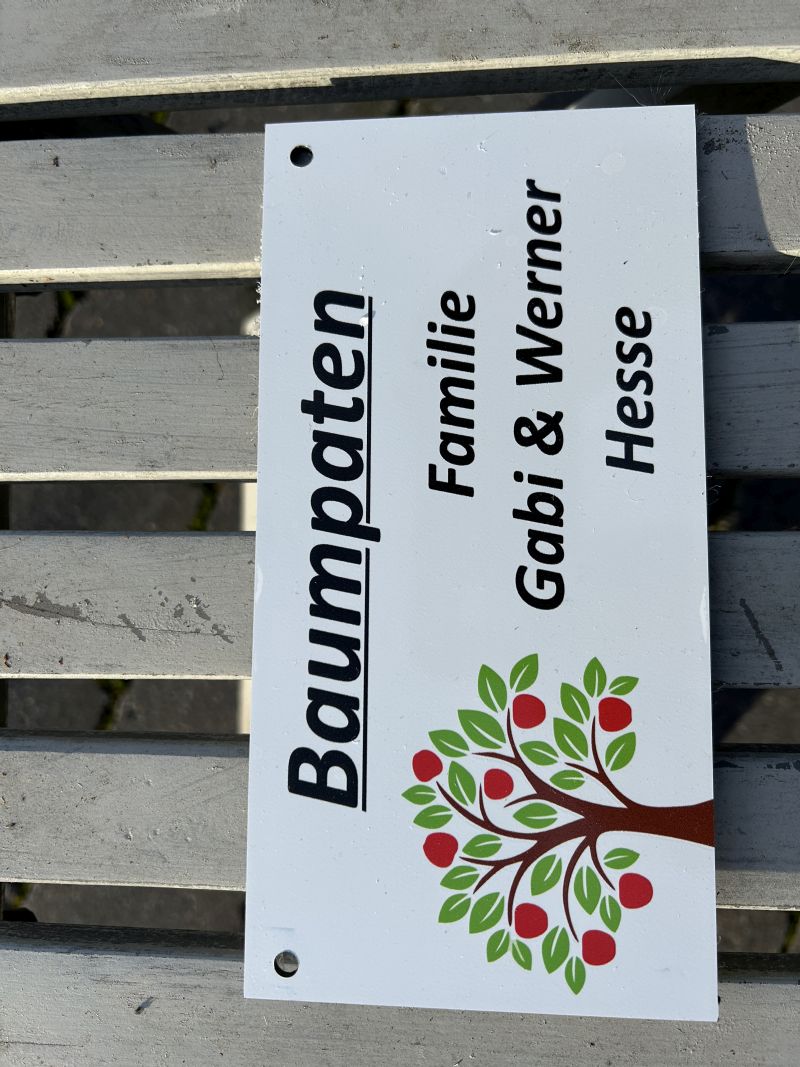 Baumpaten
Familie
Gabi & Werner
Hesse